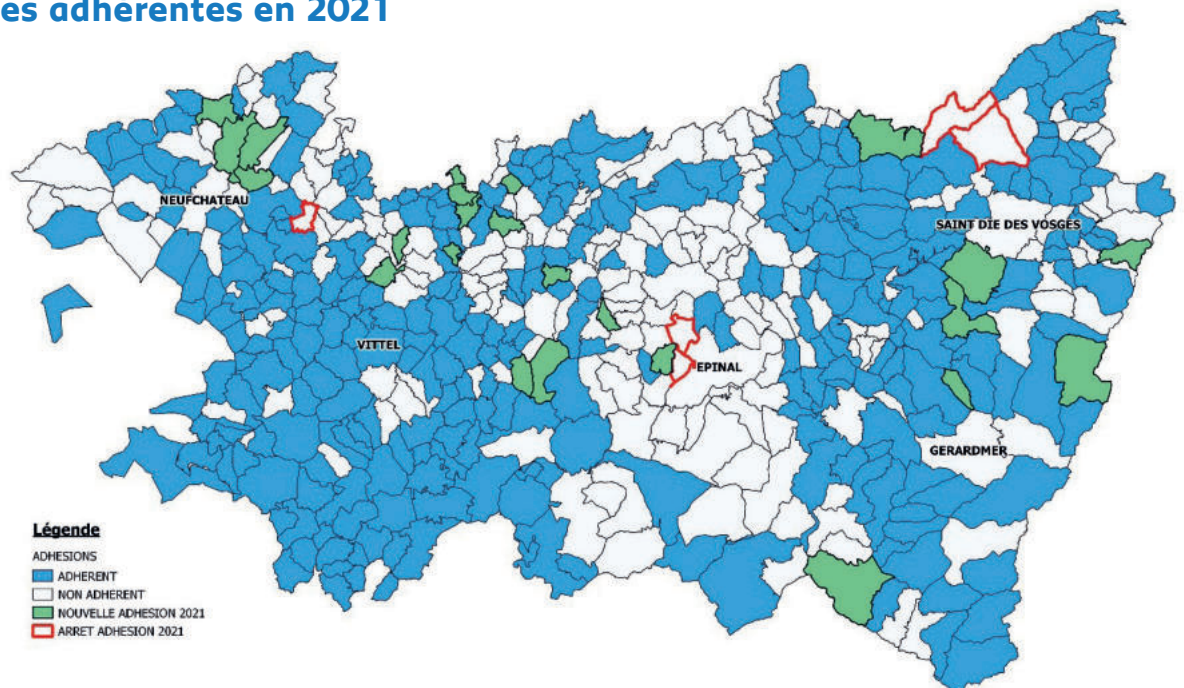 es adhérentes en 2021
NEUFCHATEAU
SAINT DIE DES VOSGES
VITTEL
EPINAL
GERARDMER
Légende
ADHESIONS
ADHERENT
NON ADHERENT
NOUVELLE ADHESION 2021
ARRET ADHESION 2021